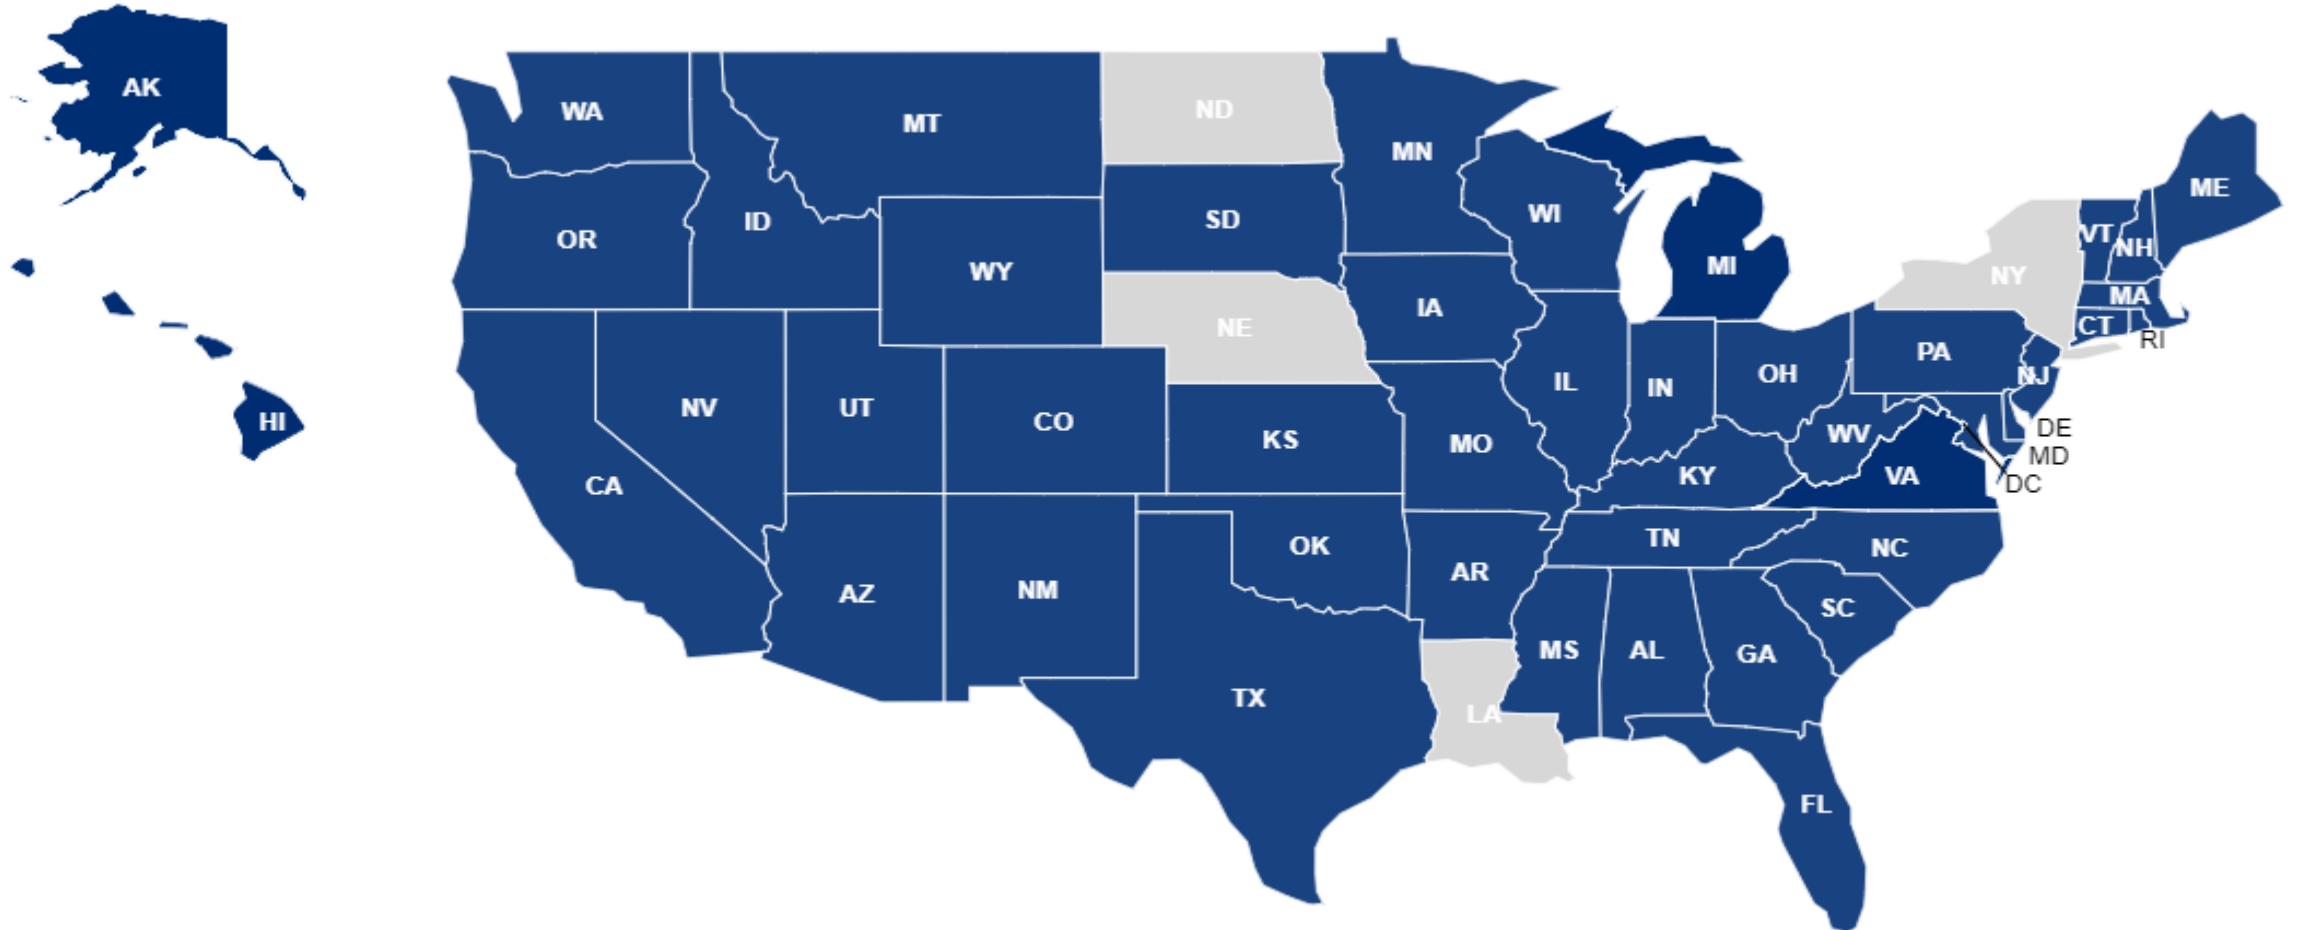 AK
WA
MT
ND
MN
ME
OR
ID
SD
WI
VT
NH
WY
MI
NY
MA
IA
NE
CT
RI
PA
NV
UT
CO
IL
IN
OH
NJ
HI
KS
MO
WV
DE
MD
CA
KY
VA
DC
AZ
NM
OK
AR
TN
NC
SC
MS
AL
GA
TX
LA
FL